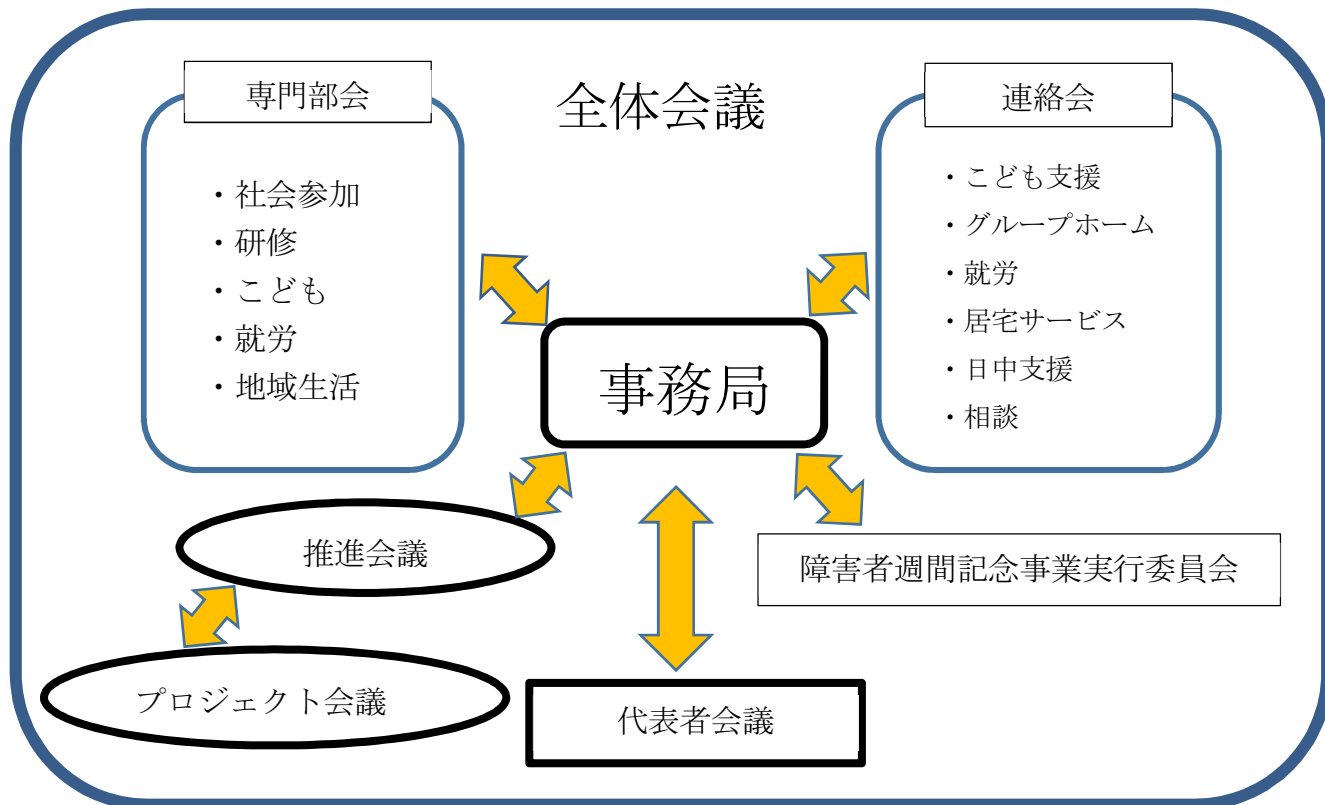 全体会議
専門部会
・社会参加
・研修
・こども
・就労
・地域生活
連絡会
・こども支援
・グループホーム
・就労
・居宅サービス
・日中支援
・相談
事務局
推進会議
障害者週間記念事業実行委員会
プロジェクト会議
代表者会議